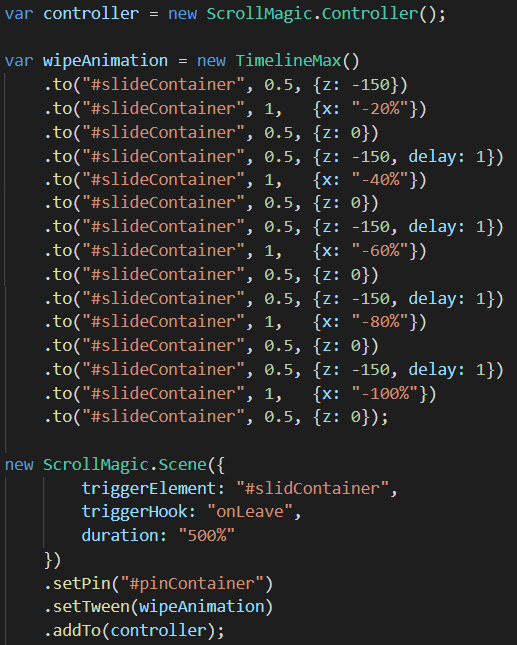 var controller = new ScrollMagic.Controller();

var wipeAnimation = new TimelineMax()
    .to("#slideContainer", 0.5, {z: -150})
    .to("#slideContainer", 1,   {x: "-20%"})
    .to("#slideContainer", 0.5, {z: 0})
    .to("#slideContainer", 0.5, {z: -150, delay: 1})
    .to("#slideContainer", 1,   {x: "-40%"})
    .to("#slideContainer", 0.5, {z: 0})
    .to("#slideContainer", 0.5, {z: -150, delay: 1})
    .to("#slideContainer", 1,   {x: "-60%"})
    .to("#slideContainer", 0.5, {z: 0})
    .to("#slideContainer", 0.5, {z: -150, delay: 1})
    .to("#slideContainer", 1,   {x: "-80%"})
    .to("#slideContainer", 0.5, {z: 0})
    .to("#slideContainer", 0.5, {z: -150, delay: 1})
    .to("#slideContainer", 1,   {x: "-100%"})
    .to("#slideContainer", 0.5, {z: 0});

new ScrollMagic.Scene({
        triggerElement: "#slidContainer",
        triggerHook: "onLeave",
        duration: "500%"
    })
    .setPin("#pinContainer")
    .setTween(wipeAnimation)
    .addTo(controller);